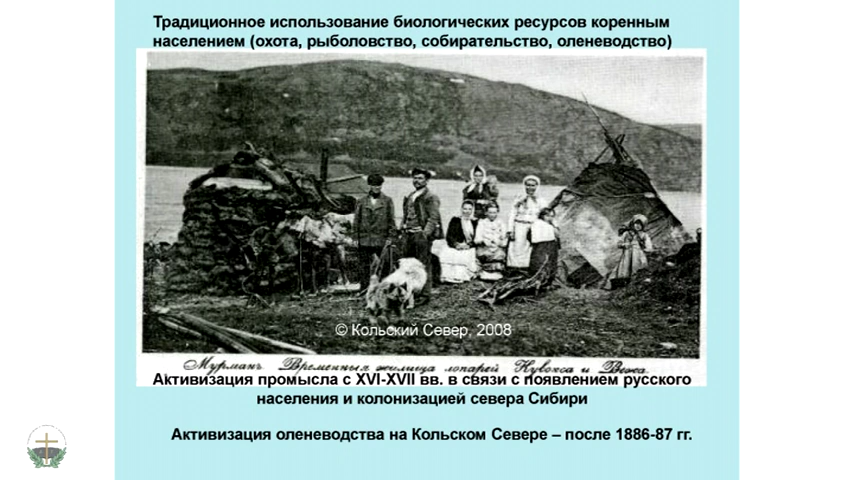 Традиционное использование биологических ресурсов коренным
населением (охота, рыболовство, собирательство, оленеводство)
© Кольский Север, 2008
Мурманъ. Временныя жилища лопарей Кувокса и Вежа.
Активизация промысла с XVI-XVII вв. в связи с появлением русского
населения и колонизацией севера Сибири
Активизация оленеводства на Кольском Севере – после 1886-87 гг.